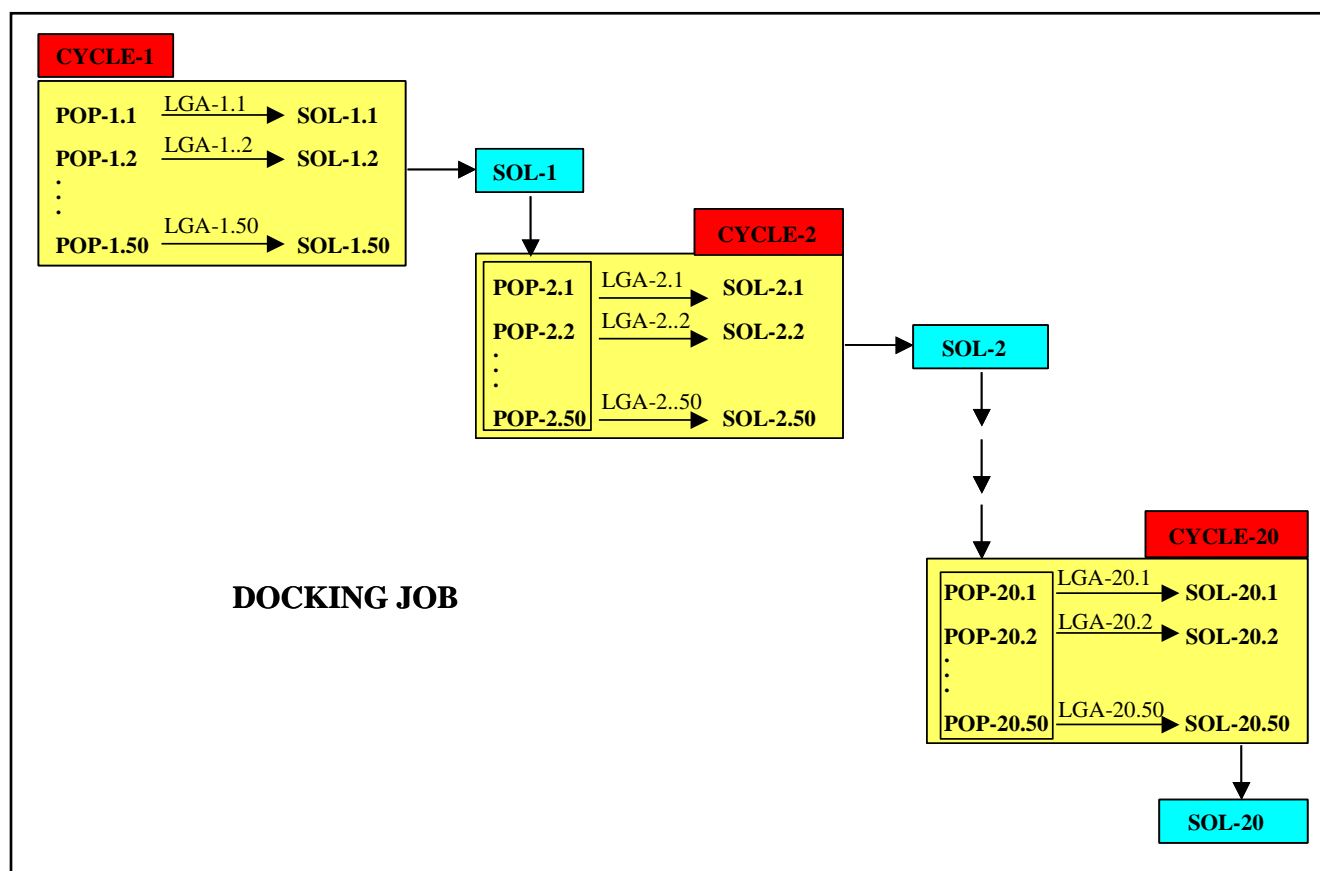 CYCLE-1
POP-1.1 LGA-1.1 SOL-1.1
POP-1.2 LGA-1..2 SOL-1.2
.
.
.
POP-1.50 LGA-1.50 SOL-1.50
SOL-1
CYCLE-2
POP-2.1 LGA-2.1 SOL-2.1
POP-2.2 LGA-2..2 SOL-2.2
.
.
.
POP-2.50 LGA-2..50 SOL-2.50
SOL-2
CYCLE-20
POP-20.1 LGA-20.1 SOL-20.1
POP-20.2 LGA-20.2 SOL-20.2
.
.
.
POP-20.50 LGA-20.50 SOL-20.50
SOL-20
DOCKING JOB